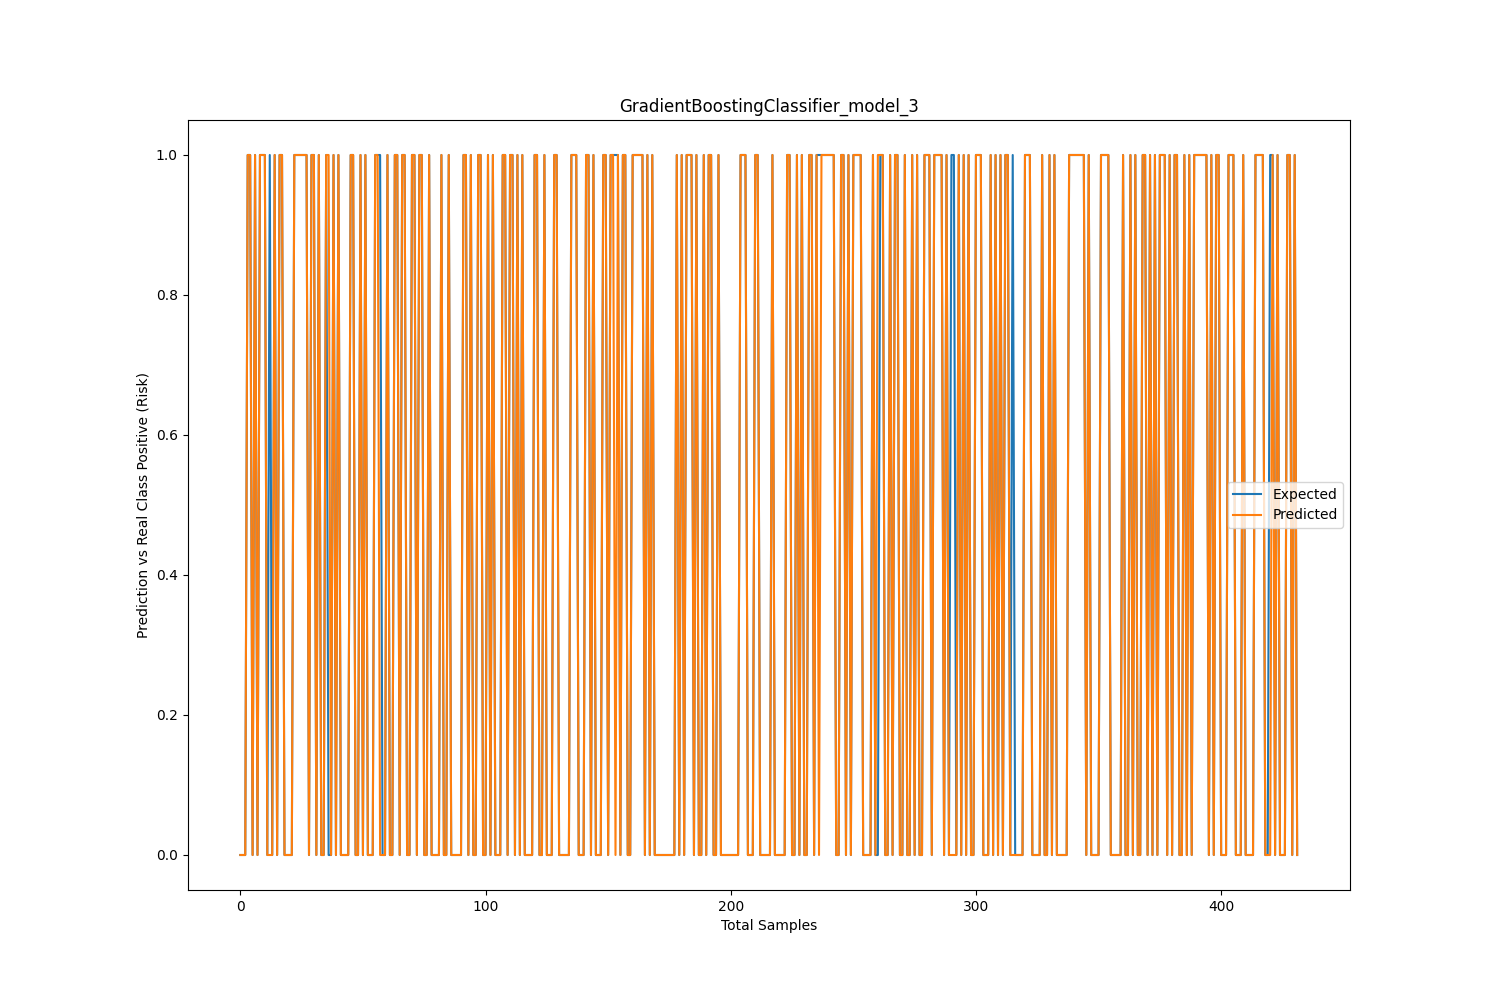 GradientBoostingClassifier_model_3
Prediction vs Real Class Positive (Risk)
1.0
0.8
0.6
0.4
0.2
0.0
Expected
Predicted
0
100
200
300
400
Total Samples